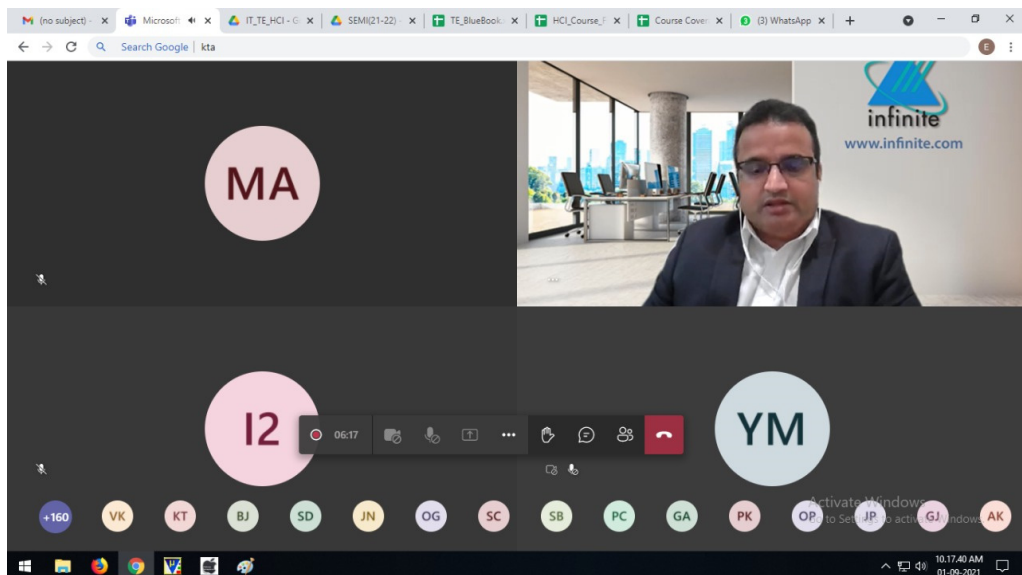 (no subject) -
Microsoft
IT_TE_HCI - G
SEMI(21-22) -
TE_BlueBook.
HCI_Course_F
Course Cover
(3) WhatsApp
Search Google | kta
E
MA
infinite
www.infinite.com
I2
06:17
YM
+160
VK
KT
BJ
SD
JN
OG
SC
SB
PC
GA
PK
OP
JP
GJ
AK
Activate Windows
Go to Settings to activate Windows
10.17.40 AM
01-09-2021